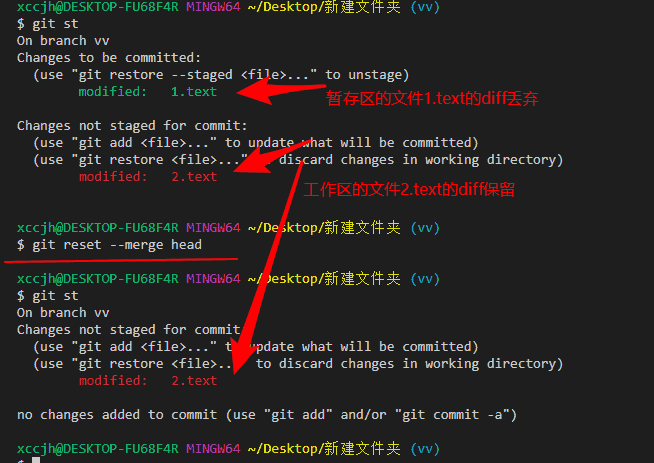 xccjh@DESKTOP-FU68F4R MINGW64 ~/Desktop/新建文件夹 (vv)
$ git st
On branch vv
Changes to be committed:
(use "git restore --staged <file>..." to unstage)
modified: 1.text
暂存区的文件1.text的diff丢弃
Changes not staged for commit:
(use "git add <file>..." to update what will be committed)
(use "git restore <file>..." discard changes in working directory)
modified: 2.text
工作区的文件2.text的diff保留
xccjh@DESKTOP-FU68F4R MINGW64 ~/Desktop/新建文件夹 (vv)
$ git reset --merge head
xccjh@DESKTOP-FU68F4R MINGW64 ~/Desktop/新建文件夹 (vv)
$ git st
On branch vv
Changes not staged for commit
(use "git add <file>..." to update what will be committed)
(use "git restore <file>... to discard changes in working directory)
modified: 2.text
no changes added to commit (use "git add" and/or "git commit -a")
xccjh@DESKTOP-FU68F4R MINGW64 ~/Desktop/新建文件夹 (vv)
$